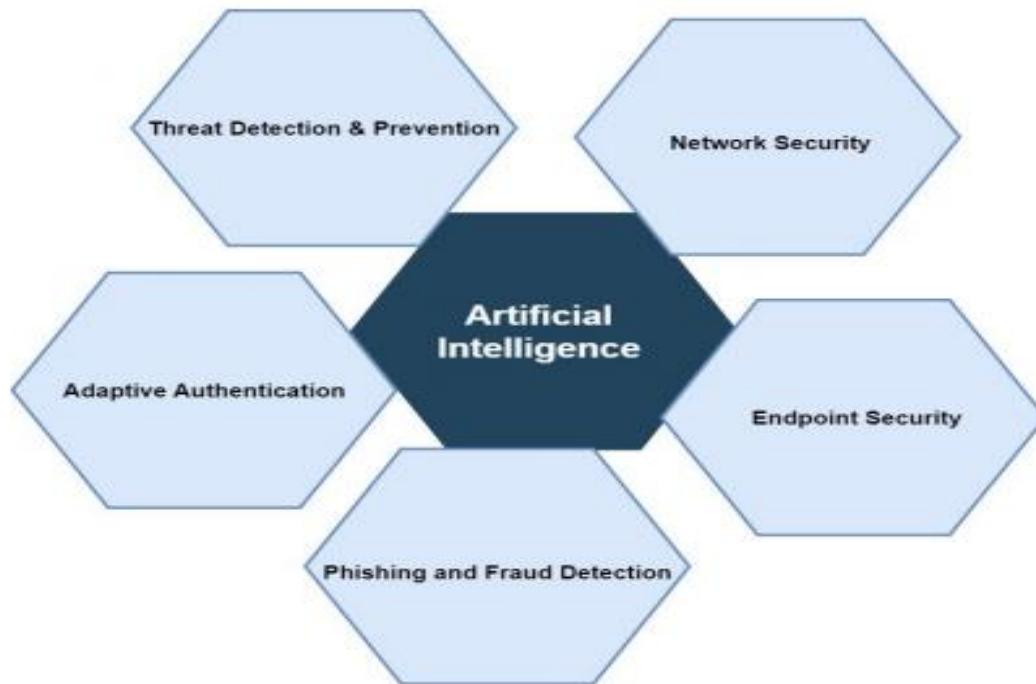 Threat Detection & Prevention
Network Security
Artificial
Intelligence
Adaptive Authentication
Endpoint Security
Phishing and Fraud Detection